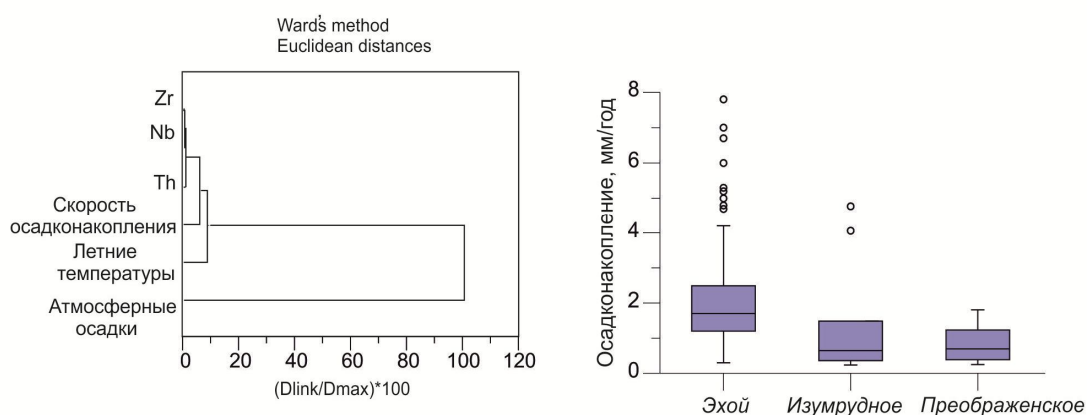 Ward's method
Euclidean distances
Zr
Nb
Th
Скорость
осадконакопления
Летние
температуры
Атмосферные
осадки
0 20 40 60 80 100 120
(Dlink/Dmax)*100
Осадконакопление, мм/год
8
6
4
2
0
Эхой Изумрудное Преображенское